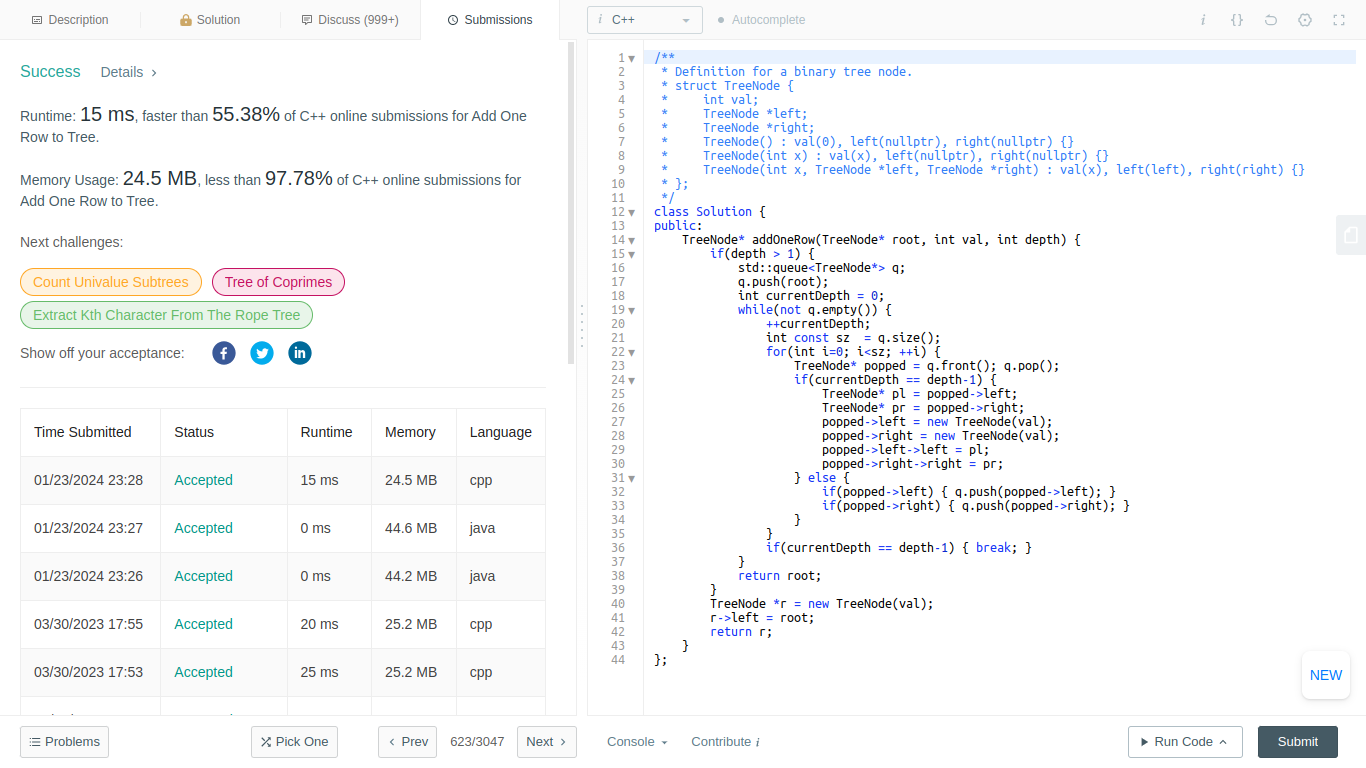 Description
Solution
Discuss (999+)
Submissions
i C++
Autocomplete
i {}
Success Details
Runtime: 15 ms, faster than 55.38% of C++ online submissions for Add One
Row to Tree.
Memory Usage: 24.5 MB, less than 97.78% of C++ online submissions for
Add One Row to Tree.
Next challenges:
Count Univalue Subtrees
Tree of Coprimes
Extract Kth Character From The Rope Tree
Show off your acceptance:
Time Submitted Status Runtime Memory Language
01/23/2024 23:28 Accepted 15 ms 24.5 MB cpp
01/23/2024 23:27 Accepted 0 ms 44.6 MB java
01/23/2024 23:26 Accepted 0 ms 44.2 MB java
03/30/2023 17:55 Accepted 20 ms 25.2 MB cpp
03/30/2023 17:53 Accepted 25 ms 25.2 MB cpp
1 /**
2  * Definition for a binary tree node.
3  * struct TreeNode {
4  *     int val;
5  *     TreeNode *left;
6  *     TreeNode *right;
7  *     TreeNode() : val(0), left(nullptr), right(nullptr) {}
8  *     TreeNode(int x) : val(x), left(nullptr), right(nullptr) {}
9  *     TreeNode(int x, TreeNode *left, TreeNode *right) : val(x), left(left), right(right) {}
10  * };
11  */
12 class Solution {
13 public:
14     TreeNode* addOneRow(TreeNode* root, int val, int depth) {
15         if(depth > 1) {
16             std::queue<TreeNode*> q;
17             q.push(root);
18             int currentDepth = 0;
19             while(not q.empty()) {
20                 ++currentDepth;
21                 int const sz  = q.size();
22                 for(int i=0; i<sz; ++i) {
23                     TreeNode* popped = q.front(); q.pop();
24                     if(currentDepth == depth-1) {
25                         TreeNode* pl = popped->left;
26                         TreeNode* pr = popped->right;
27                         popped->left = new TreeNode(val);
28                         popped->right = new TreeNode(val);
29                         popped->left->left = pl;
30                         popped->right->right = pr;
31                     } else {
32                         if(popped->left) { q.push(popped->left); }
33                         if(popped->right) { q.push(popped->right); }
34                     }
35                 }
36                 if(currentDepth == depth-1) { break; }
37             }
38             return root;
39         }
40         TreeNode *r = new TreeNode(val);
41         r->left = root;
42         return r;
43     }
44 };
NEW
Problems
Pick One
Prev
623/3047
Next
Console
Contribute i
Run Code
Submit